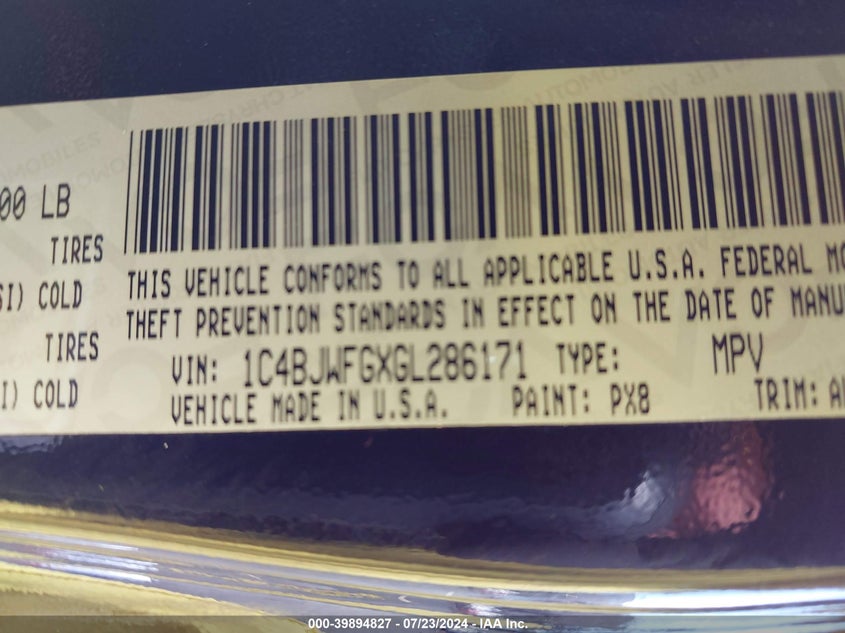 00 LB
TIRES
SI) COLD
TIRES
I) COLD
THIS VEHICLE CONFORMS TO ALL APPLICABLE U.S.A. FEDERAL MO
THEFT PREVENTION STANDARDS IN EFFECT ON THE DATE OF MANU
VIN: 1C4BJWFGXGL286171 TYPE: MPV
VEHICLE MADE IN U.S.A. PAINT: PX8 TRIM: A
000-39894827 - 07/23/2024 - IAA Inc.